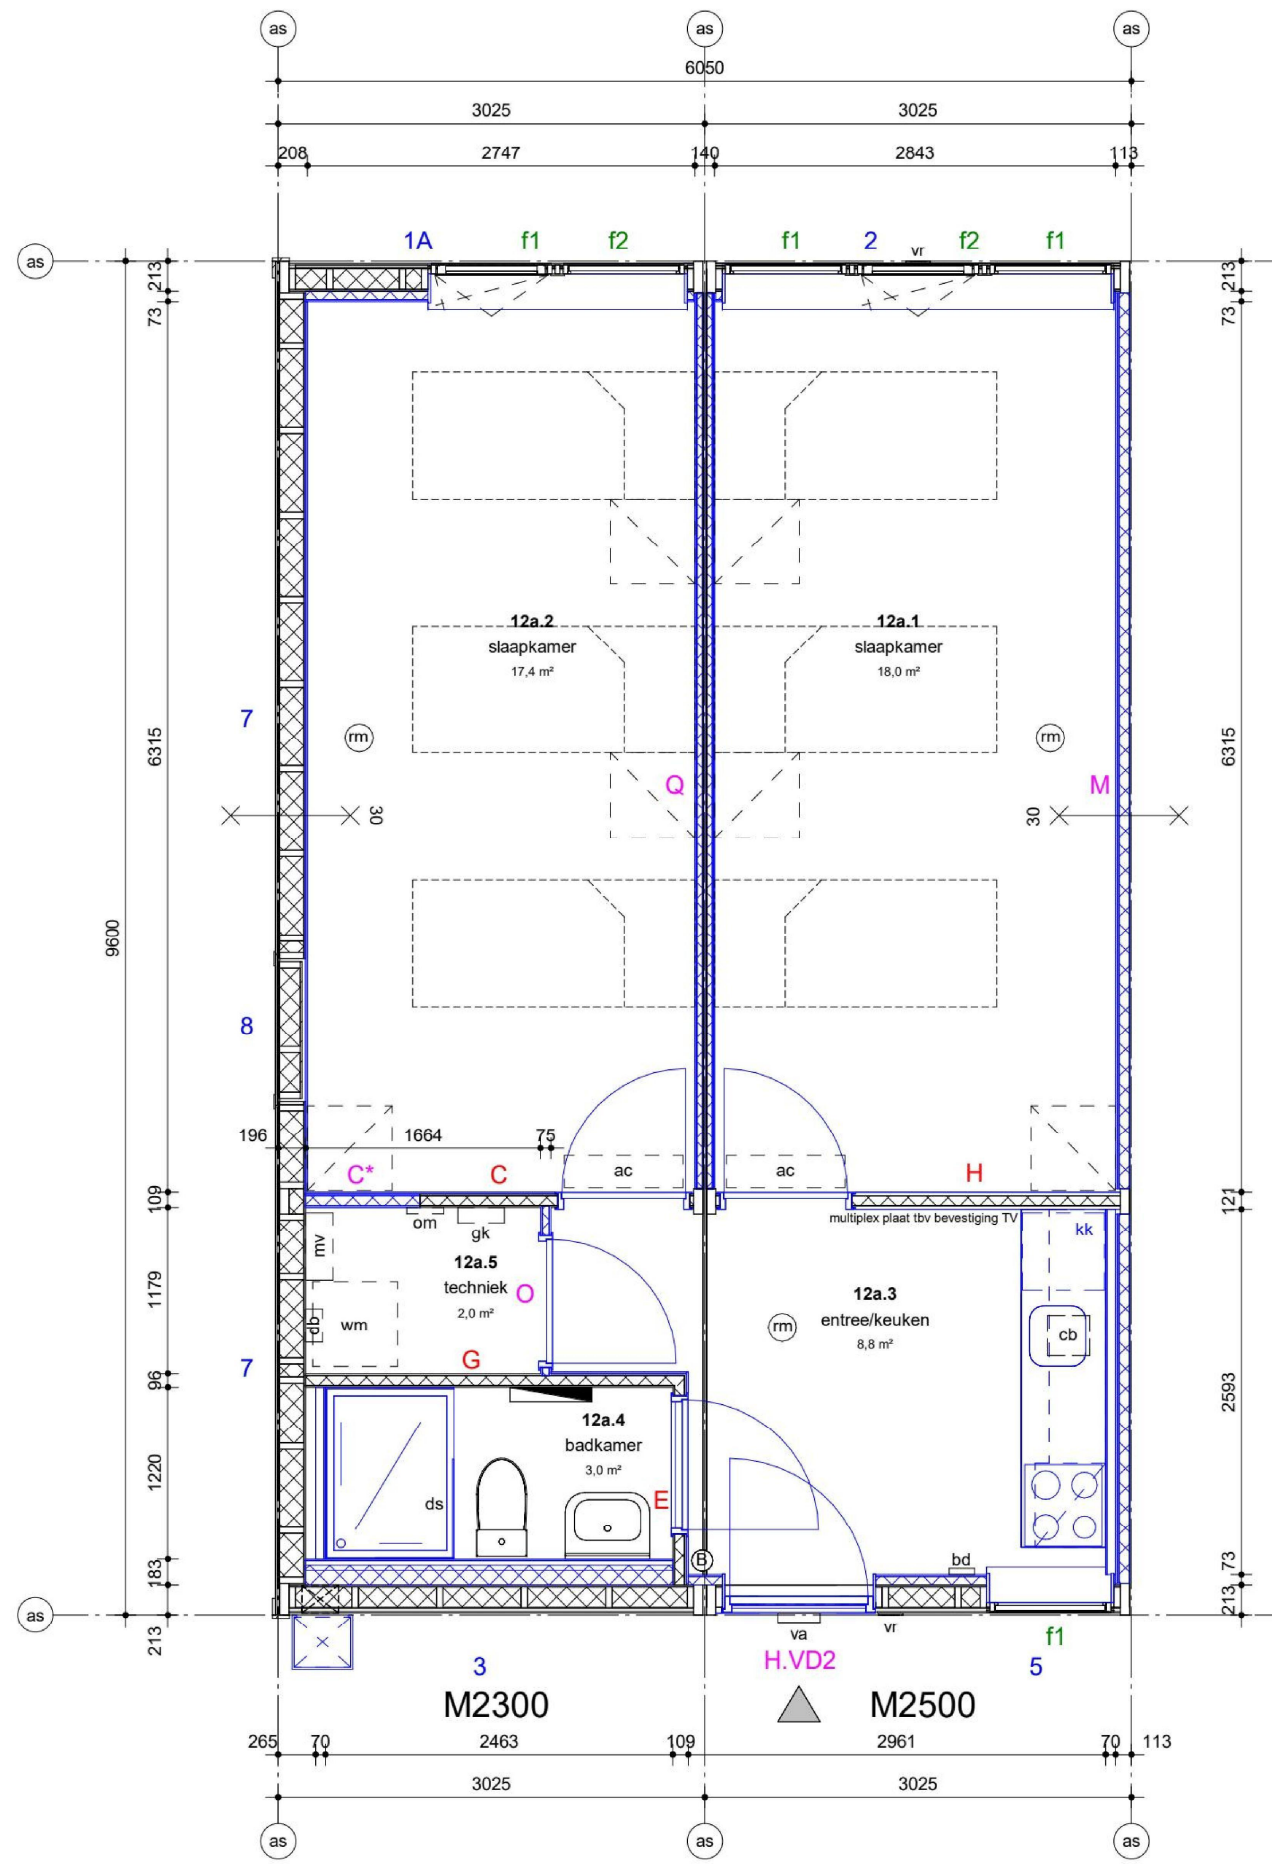 as as as
6050
3025 3025
208 2747 140 2843 113
1A f1 f2 f1 2 vr f2 f1
as
213 213
73 73
12a.2 12a.1
slaapkamer slaapkamer
17,4 m² 18,0 m²
7
rm rm
6315 6315
Q M
30 30
9600
8
196 1664 75
C* C ac ac H
109 121
om gk multiplex plaat tbv bevestiging TV
mv kk
12a.5
techniek
2,0 m²
O
1179
12a.3
entree/keuken
8,8 m²
rm
db wm cb
G
7
96 2593
12a.4
badkamer
3,0 m²
1220
ds E
B bd
183 73
213 213
as
va vr f1
3 H.VD2 5
M2300 M2500
265 70 2463 109 2961 70 113
3025 3025
as as as